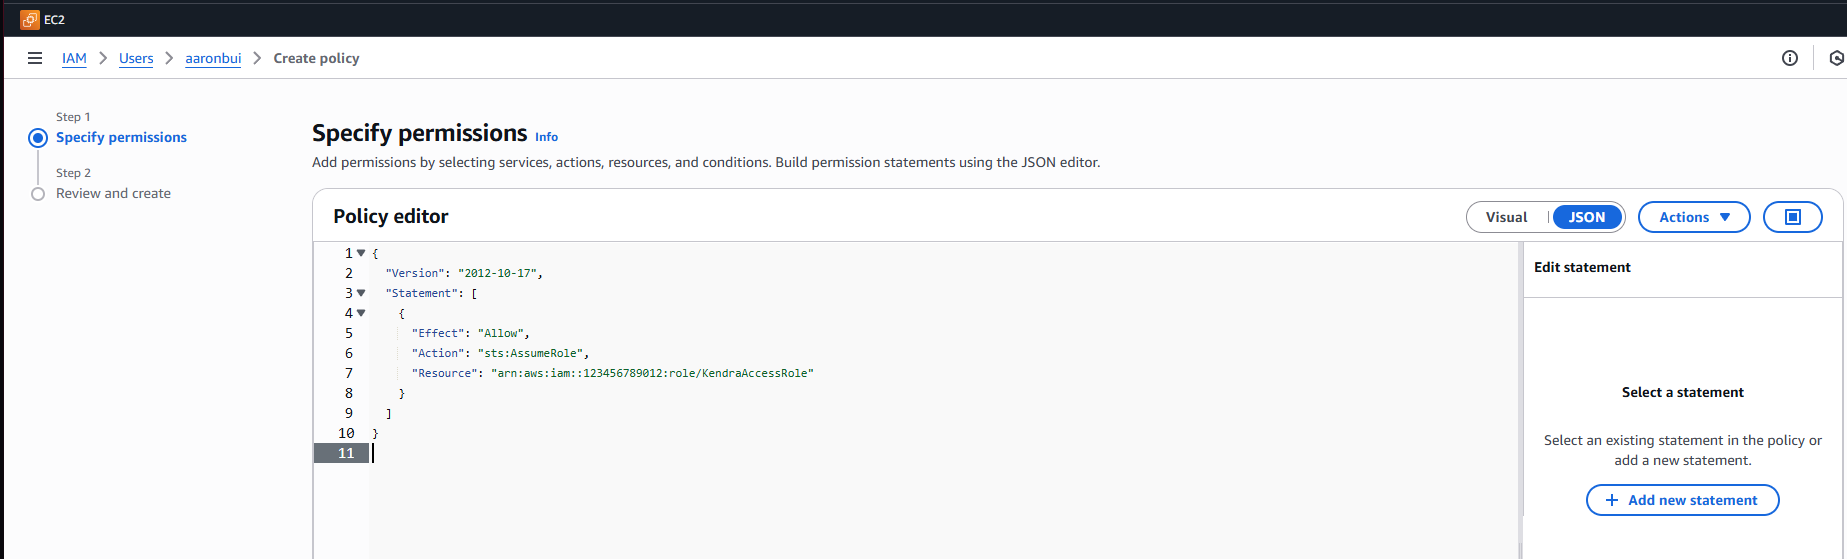 EC2
IAM > Users > aaronbui > Create policy
Step 1
Specify permissions
Step 2
Review and create
Specify permissions Info
Add permissions by selecting services, actions, resources, and conditions. Build permission statements using the JSON editor.
Policy editor
Visual | JSON
Actions
1 {
2 "Version": "2012-10-17",
3 "Statement": [
4 {
5 "Effect": "Allow",
6 "Action": "sts:AssumeRole",
7 "Resource": "arn:aws:iam::123456789012:role/KendraAccessRole"
8 }
9 ]
10 }
11
Edit statement
Select a statement
Select an existing statement in the policy or
add a new statement.
+ Add new statement